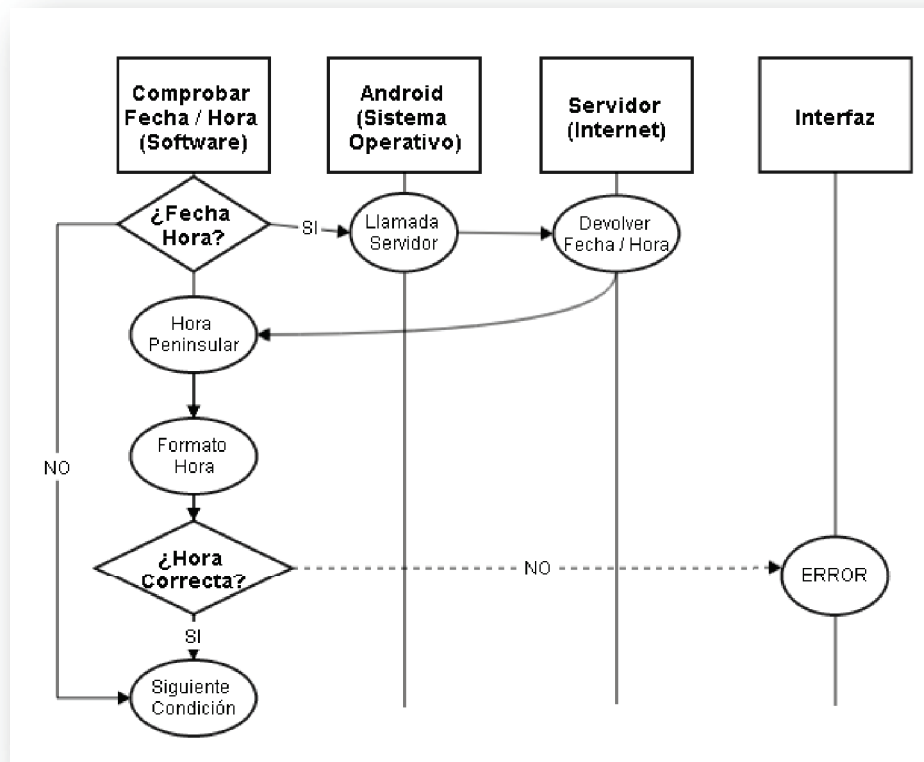 Comprobar
Fecha / Hora
(Software)
Android
(Sistema
Operativo)
Servidor
(Internet)
Interfaz
¿Fecha
Hora?
SI
Llamada
Servidor
Devolver
Fecha / Hora
Hora
Peninsular
Formato
Hora
NO
¿Hora
Correcta?
NO
ERROR
SI
Siguiente
Condición